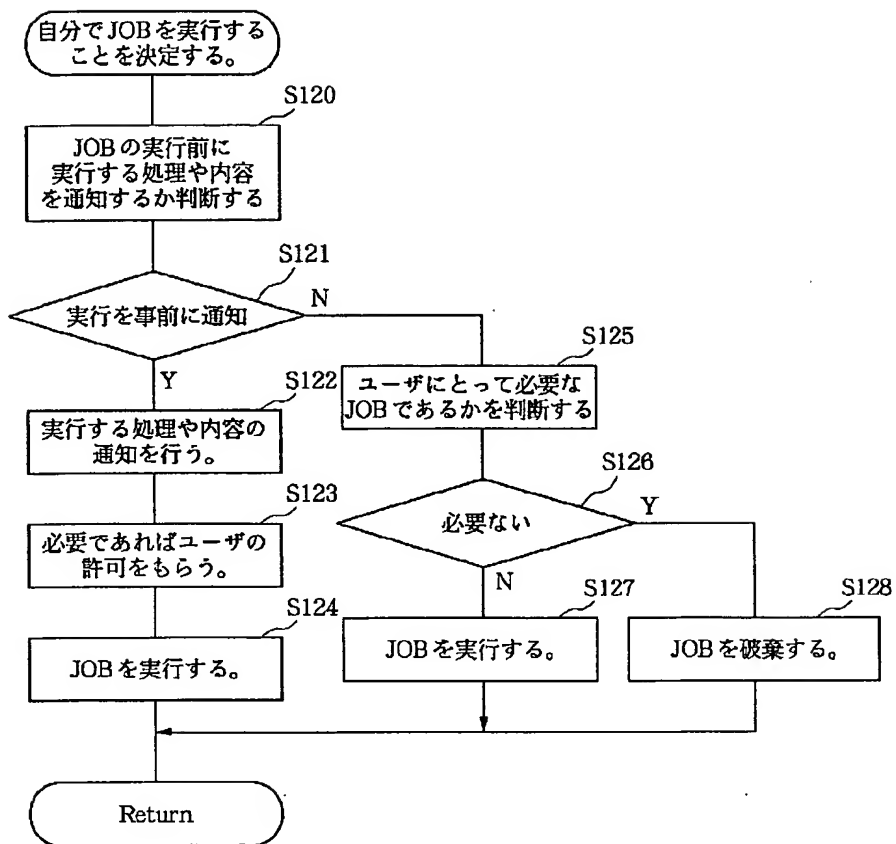 自分でJOBを実行する
ことを決定する。
S120
JOBの実行前に
実行する処理や内容
を通知するか判断する
S121
実行を事前に通知
N
Y
S122
実行する処理や内容の
通知を行う。
S123
必要であればユーザの
許可をもらう。
S124
JOBを実行する。
S125
ユーザにとって必要な
JOBであるかを判断する
S126
必要ない
Y
N
S127
JOBを実行する。
S128
JOBを破棄する。
Return